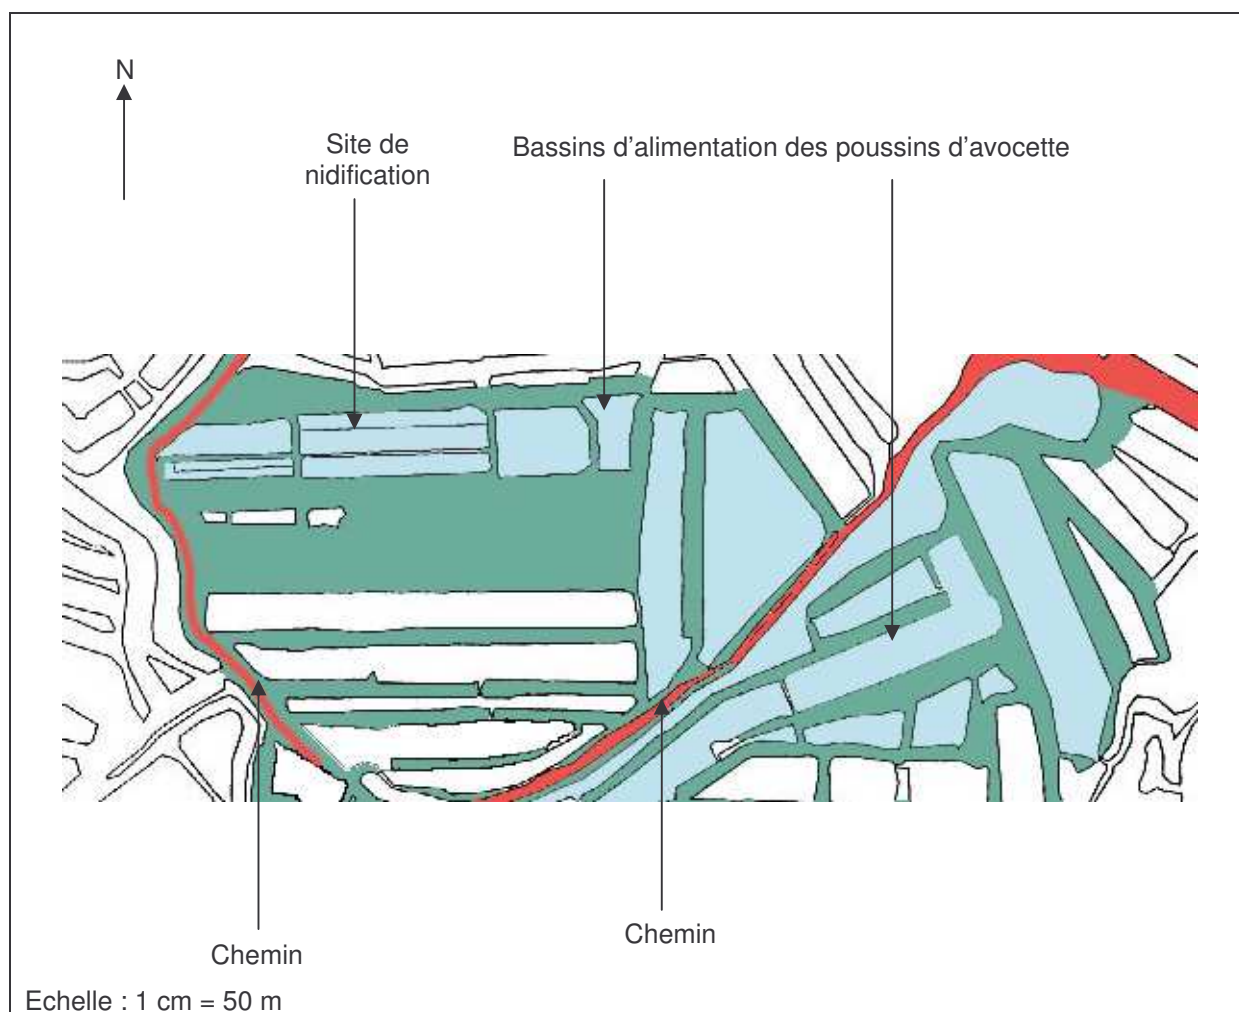 N
Site de
nidification
Bassins d'alimentation des poussins d'avocette
Chemin
Chemin
Echelle : 1 cm = 50 m